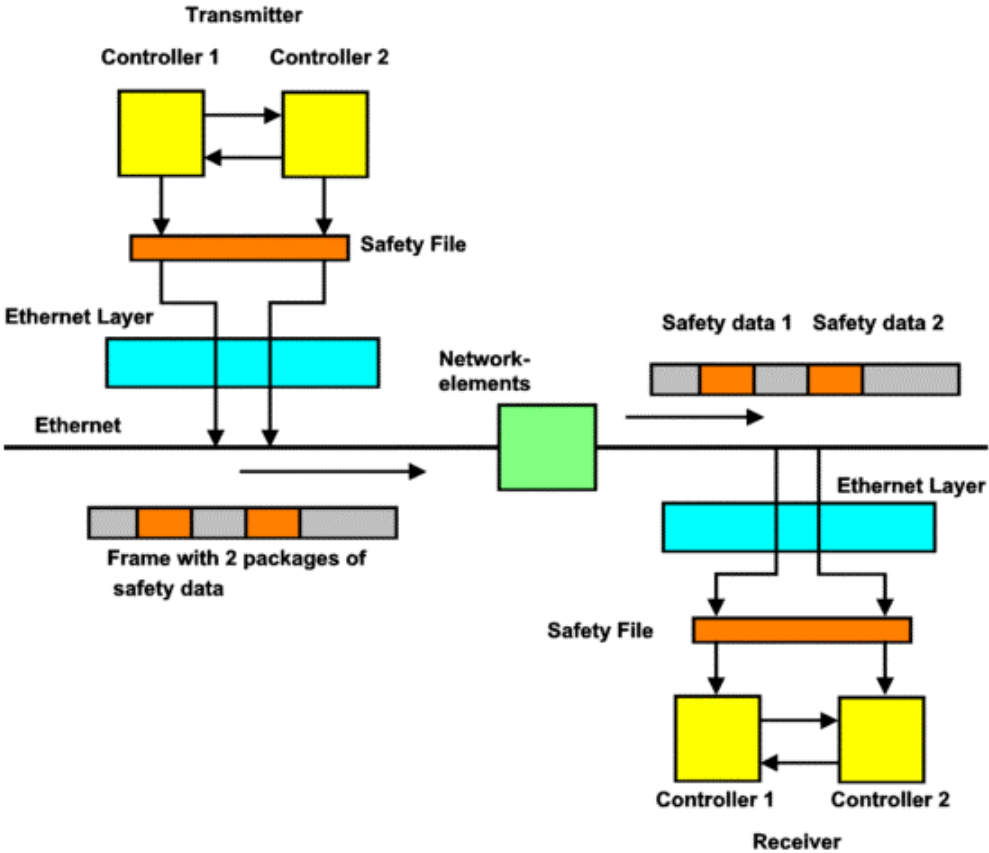 Transmitter
Controller 1
Controller 2
Safety File
Ethernet Layer
Safety data 1
Safety data 2
Network-
elements
Ethernet
Ethernet Layer
Frame with 2 packages of
safety data
Safety File
Controller 1
Controller 2
Receiver